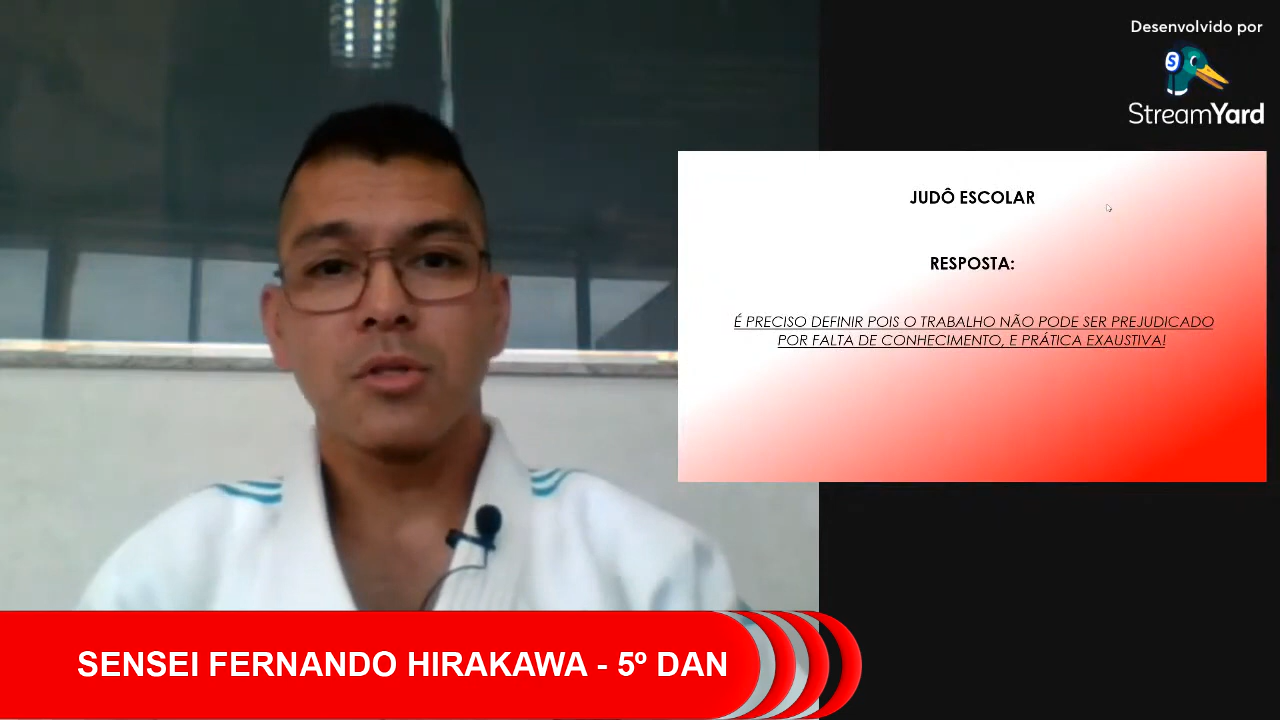 Desenvolvido por
S
StreamYard
JUDÔ ESCOLAR
RESPOSTA:
É PRECISO DEFINIR POIS O TRABALHO NÃO PODE SER PREJUDICADO
POR FALTA DE CONHECIMENTO, E PRÁTICA EXAUSTIVA!
SENSEI FERNANDO HIRAKAWA - 5º DAN